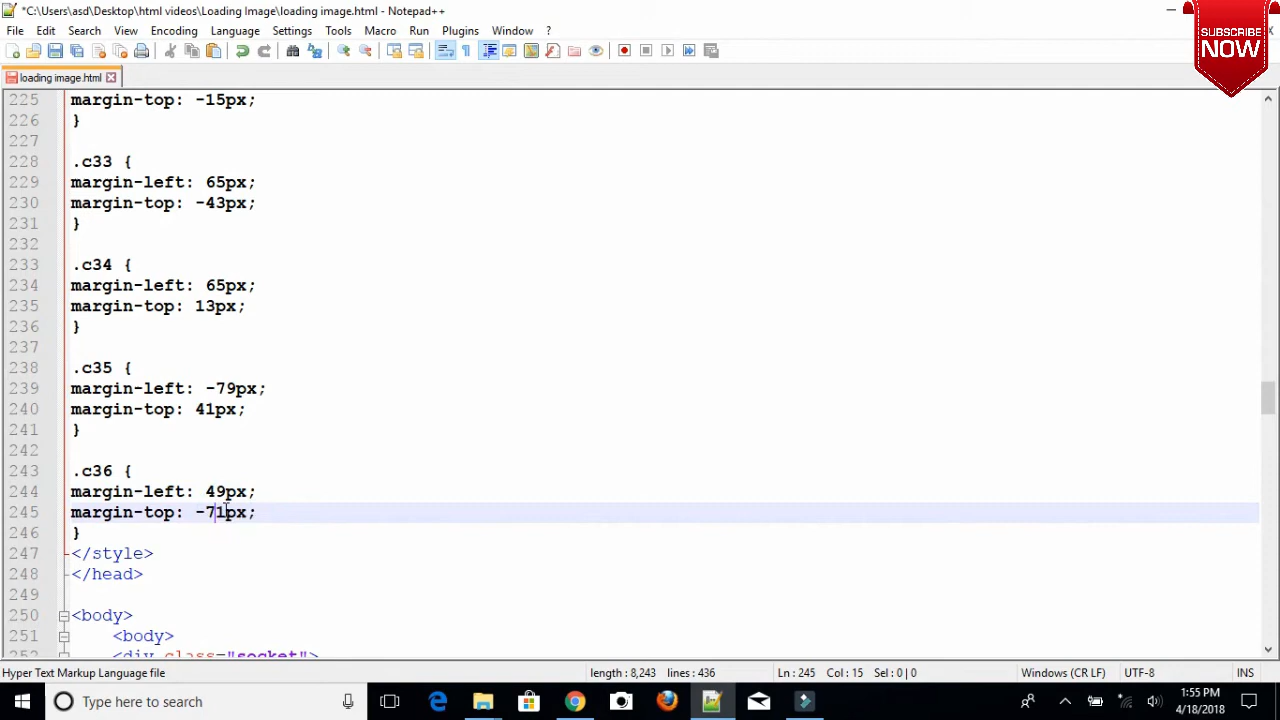 *C:\Users\asd\Desktop\html videos\Loading Image\loading image.html - Notepad++
SUBSCRIBE
NOW
File Edit Search View Encoding Language Settings Tools Macro Run Plugins Window ?
loading image.html
225 margin-top: -15px;
226 }
227
228 .c33 {
229 margin-left: 65px;
230 margin-top: -43px;
231 }
232
233 .c34 {
234 margin-left: 65px;
235 margin-top: 13px;
236 }
237
238 .c35 {
239 margin-left: -79px;
240 margin-top: 41px;
241 }
242
243 .c36 {
244 margin-left: 49px;
245 margin-top: -71px;
246 }
247 </style>
248 </head>
249
250 <body>
251 <body>
252 <div class="socket">
Hyper Text Markup Language file length : 8,243 lines : 436 Ln : 245 Col : 15 Sel : 0 | 0 Windows (CR LF) UTF-8 INS
Type here to search
1:55 PM
4/18/2018